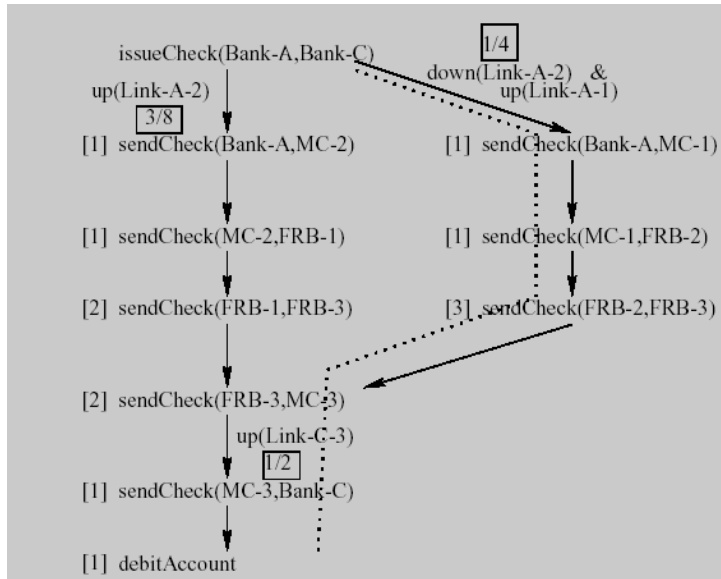 issueCheck(Bank-A,Bank-C)
1/4
down(Link-A-2) &
up(Link-A-1)
up(Link-A-2)
3/8
[1] sendCheck(Bank-A,MC-2)
[1] sendCheck(Bank-A,MC-1)
[1] sendCheck(MC-2,FRB-1)
[1] sendCheck(MC-1,FRB-2)
[2] sendCheck(FRB-1,FRB-3)
[3] sendCheck(FRB-2,FRB-3)
[2] sendCheck(FRB-3,MC-3)
up(Link-C-3)
1/2
[1] sendCheck(MC-3,Bank-C)
[1] debitAccount